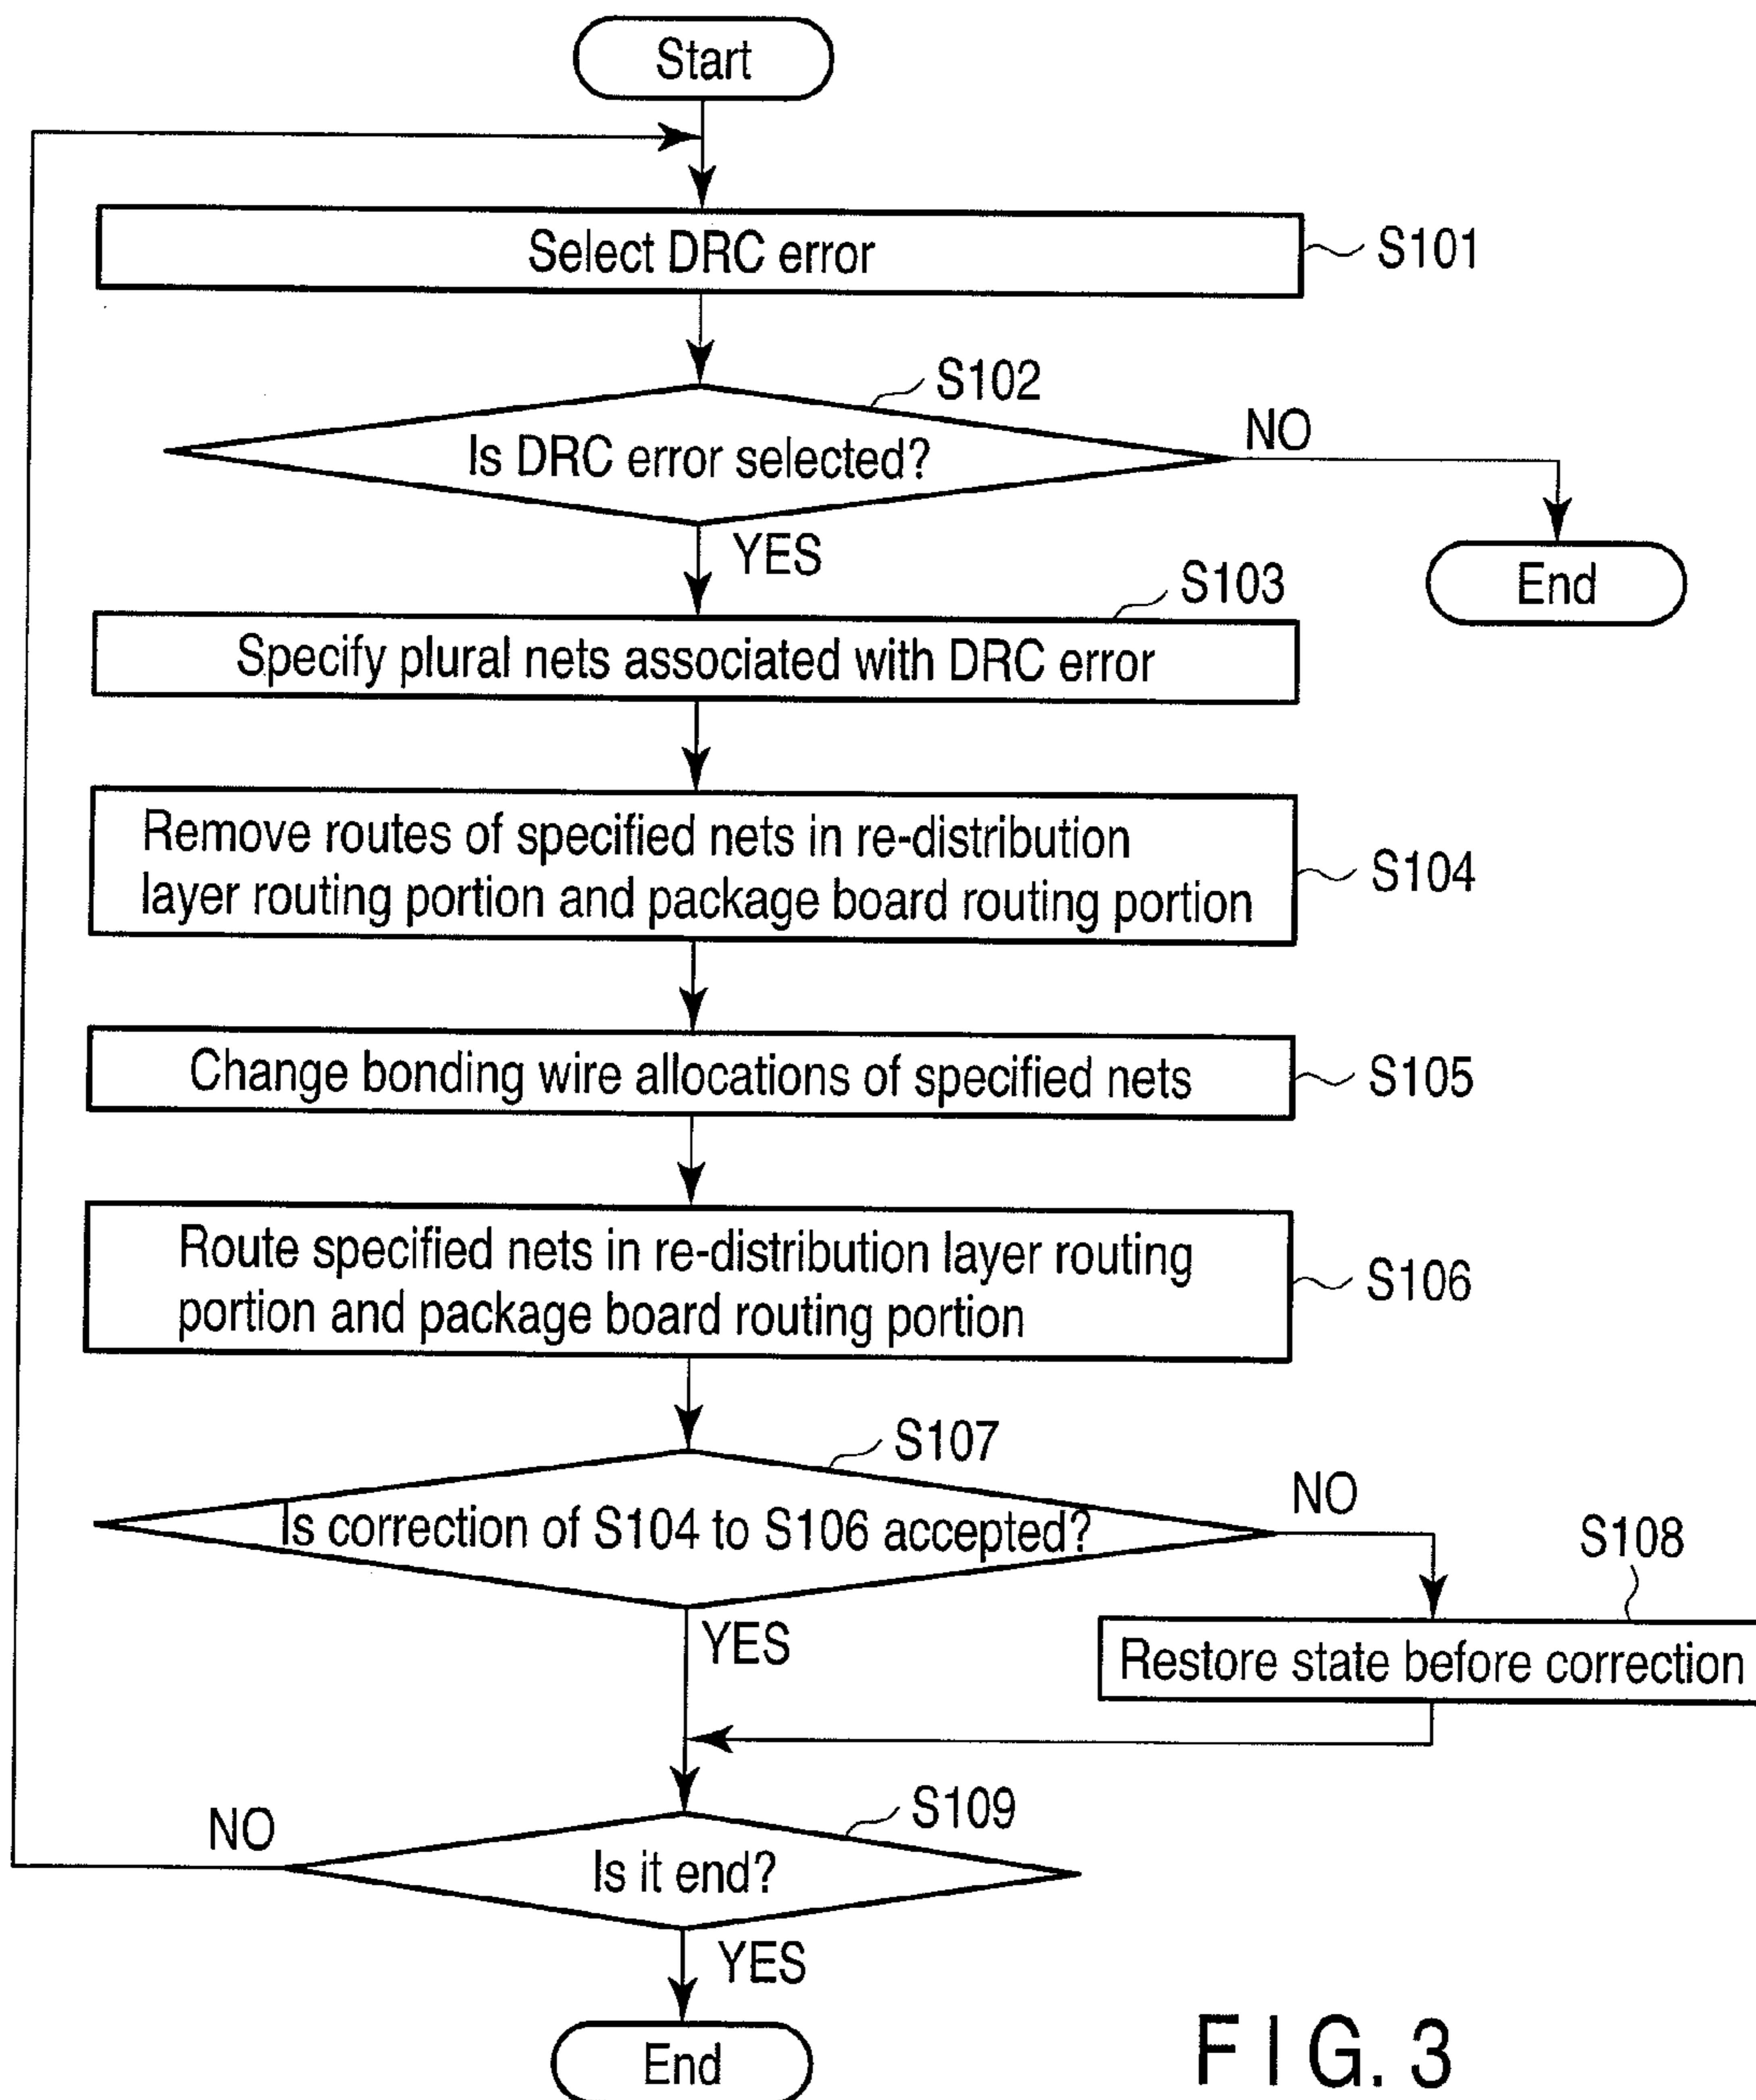 Start
Select DRC error
S101
S102
Is DRC error selected?
NO
YES
End
S103
Specify plural nets associated with DRC error
Remove routes of specified nets in re-distribution
layer routing portion and package board routing portion
S104
Change bonding wire allocations of specified nets
S105
Route specified nets in re-distribution layer routing
portion and package board routing portion
S106
S107
Is correction of S104 to S106 accepted?
NO
S108
YES
Restore state before correction
S109
NO
Is it end?
YES
End
FIG. 3